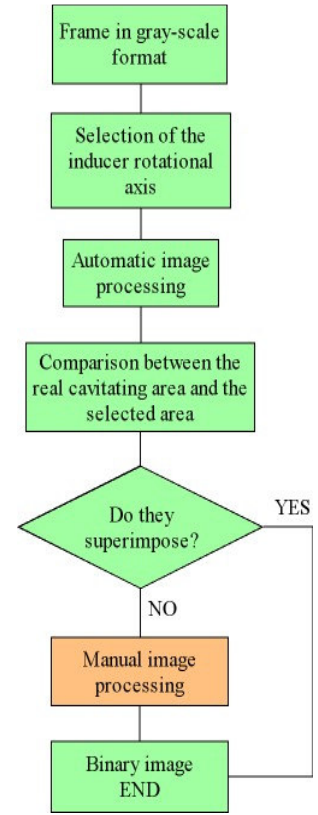 Frame in gray-scale
format
Selection of the
inducer rotational
axis
Automatic image
processing
Comparison between the
real cavitating area and the
selected area
Do they
superimpose?
YES
NO
Manual image
processing
Binary image
END